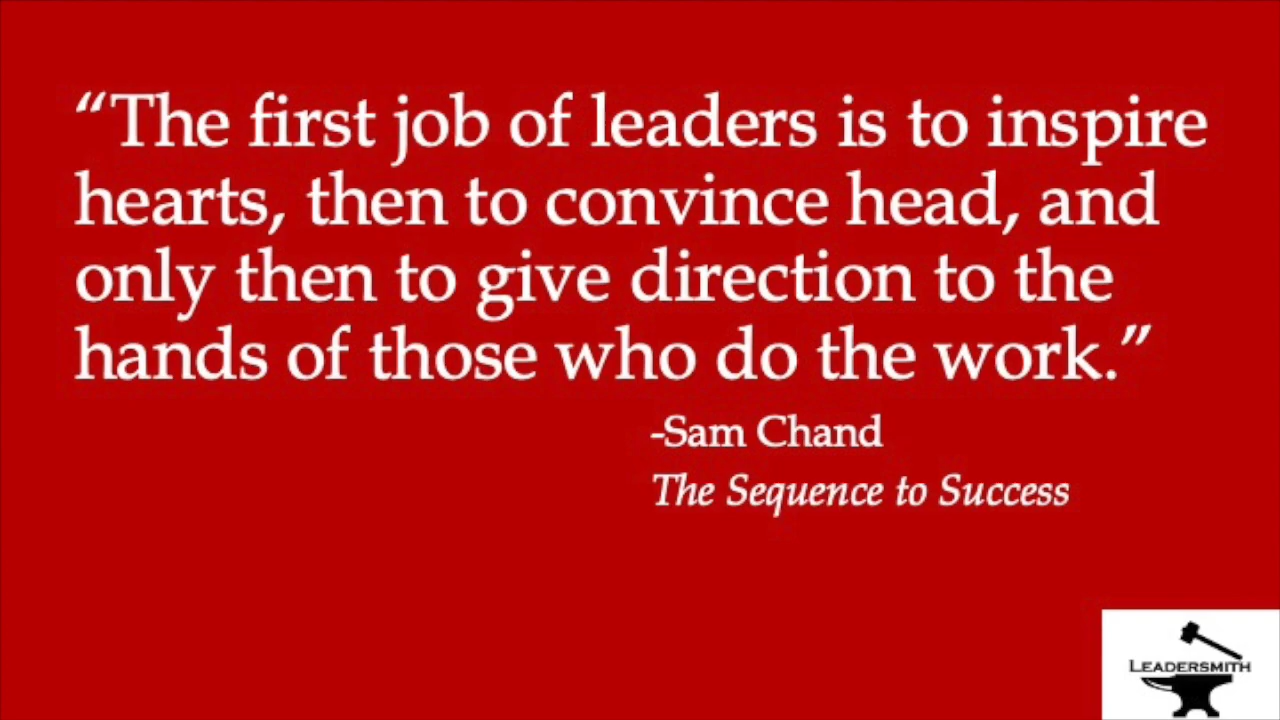 “The first job of leaders is to inspire
hearts, then to convince head, and
only then to give direction to the
hands of those who do the work.”
-Sam Chand
The Sequence to Success
LEADERSMITH